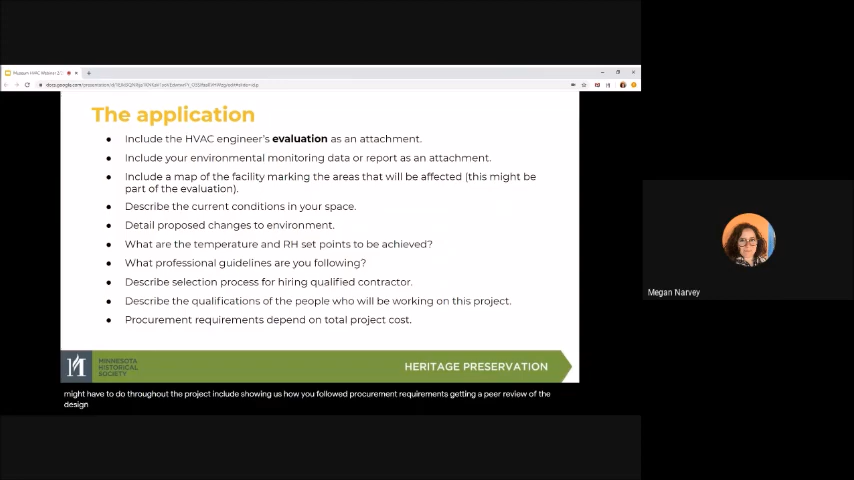 Museum HVAC Webinar
The application
Include the HVAC engineer's evaluation as an attachment.
Include your environmental monitoring data or report as an attachment.
Include a map of the facility marking the areas that will be affected (this might be
part of the evaluation).
Describe the current conditions in your space.
Detail proposed changes to environment.
What are the temperature and RH set points to be achieved?
What professional guidelines are you following?
Describe selection process for hiring qualified contractor.
Describe the qualifications of the people who will be working on this project.
Procurement requirements depend on total project cost.
MINNESOTA
HISTORICAL
SOCIETY
HERITAGE PRESERVATION
might have to do throughout the project include showing us how you followed procurement requirements getting a peer review of the
design
Megan Narvey